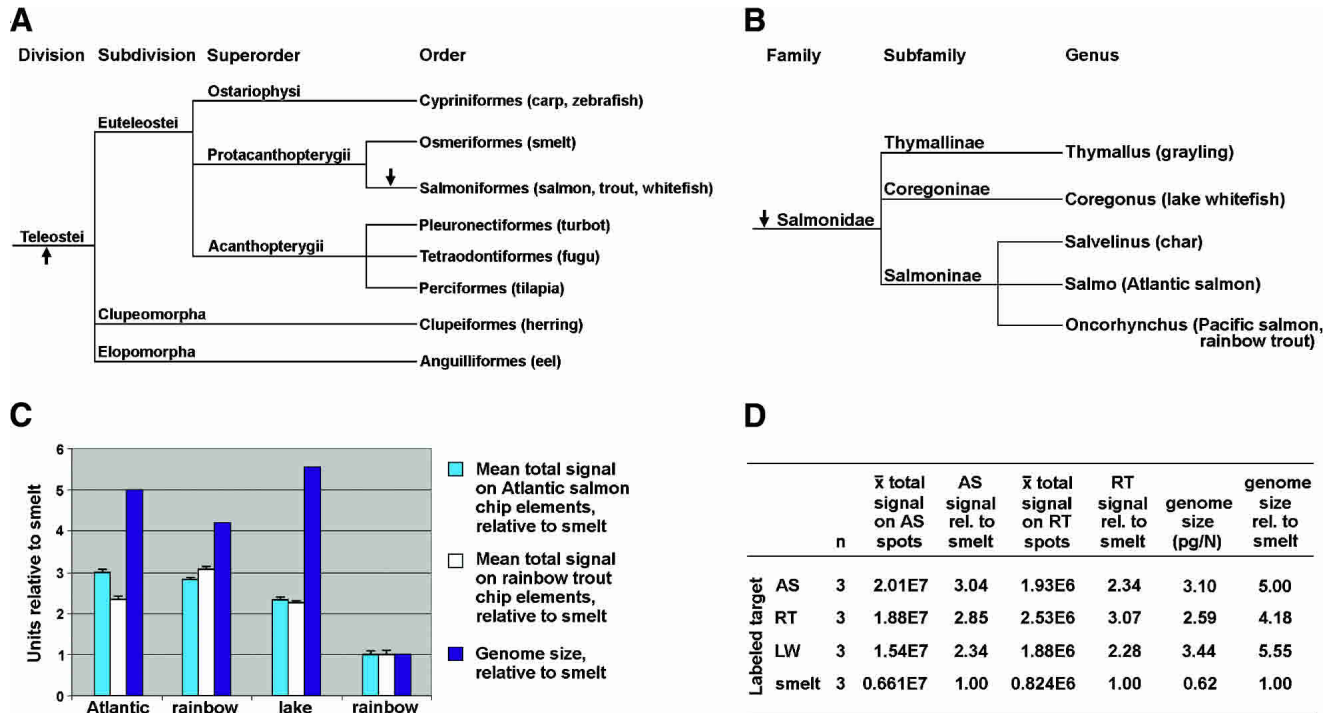 A
Division Subdivision Superorder Order
Ostariophysi
Cypriniformes (carp, zebrafish)
Euteleostei
Osmeriformes (smelt)
Protacanthopterygii
Salmoniformes (salmon, trout, whitefish)
Pleuronectiformes (turbot)
Teleostei
Acanthopterygii
Tetraodontiformes (fugu)
Perciformes (tilapia)
Clupeomorpha
Clupeiformes (herring)
Elopomorpha
Anguilliformes (eel)
B
Family Subfamily Genus
Thymallinae
Thymallus (grayling)
Coregoninae
Coregonus (lake whitefish)
Salmonidae
Salvelinus (char)
Salmoninae
Salmo (Atlantic salmon)
Oncorhynchus (Pacific salmon,
rainbow trout)
C
Units relative to smelt
6
5
4
3
2
1
0
Atlantic rainbow lake rainbow
Mean total signal
on Atlantic salmon
chip elements,
relative to smelt
Mean total signal
on rainbow trout
chip elements,
relative to smelt
Genome size,
relative to smelt
D
n
x̄ total
signal
on AS
spots
AS
signal
rel. to
smelt
x̄ total
signal
on RT
spots
RT
signal
rel. to
smelt
genome
size
(pg/N)
genome
size
rel. to
smelt
Labeled target
AS 3 2.01E7 3.04 1.93E6 2.34 3.10 5.00
RT 3 1.88E7 2.85 2.53E6 3.07 2.59 4.18
LW 3 1.54E7 2.34 1.88E6 2.28 3.44 5.55
smelt 3 0.661E7 1.00 0.824E6 1.00 0.62 1.00